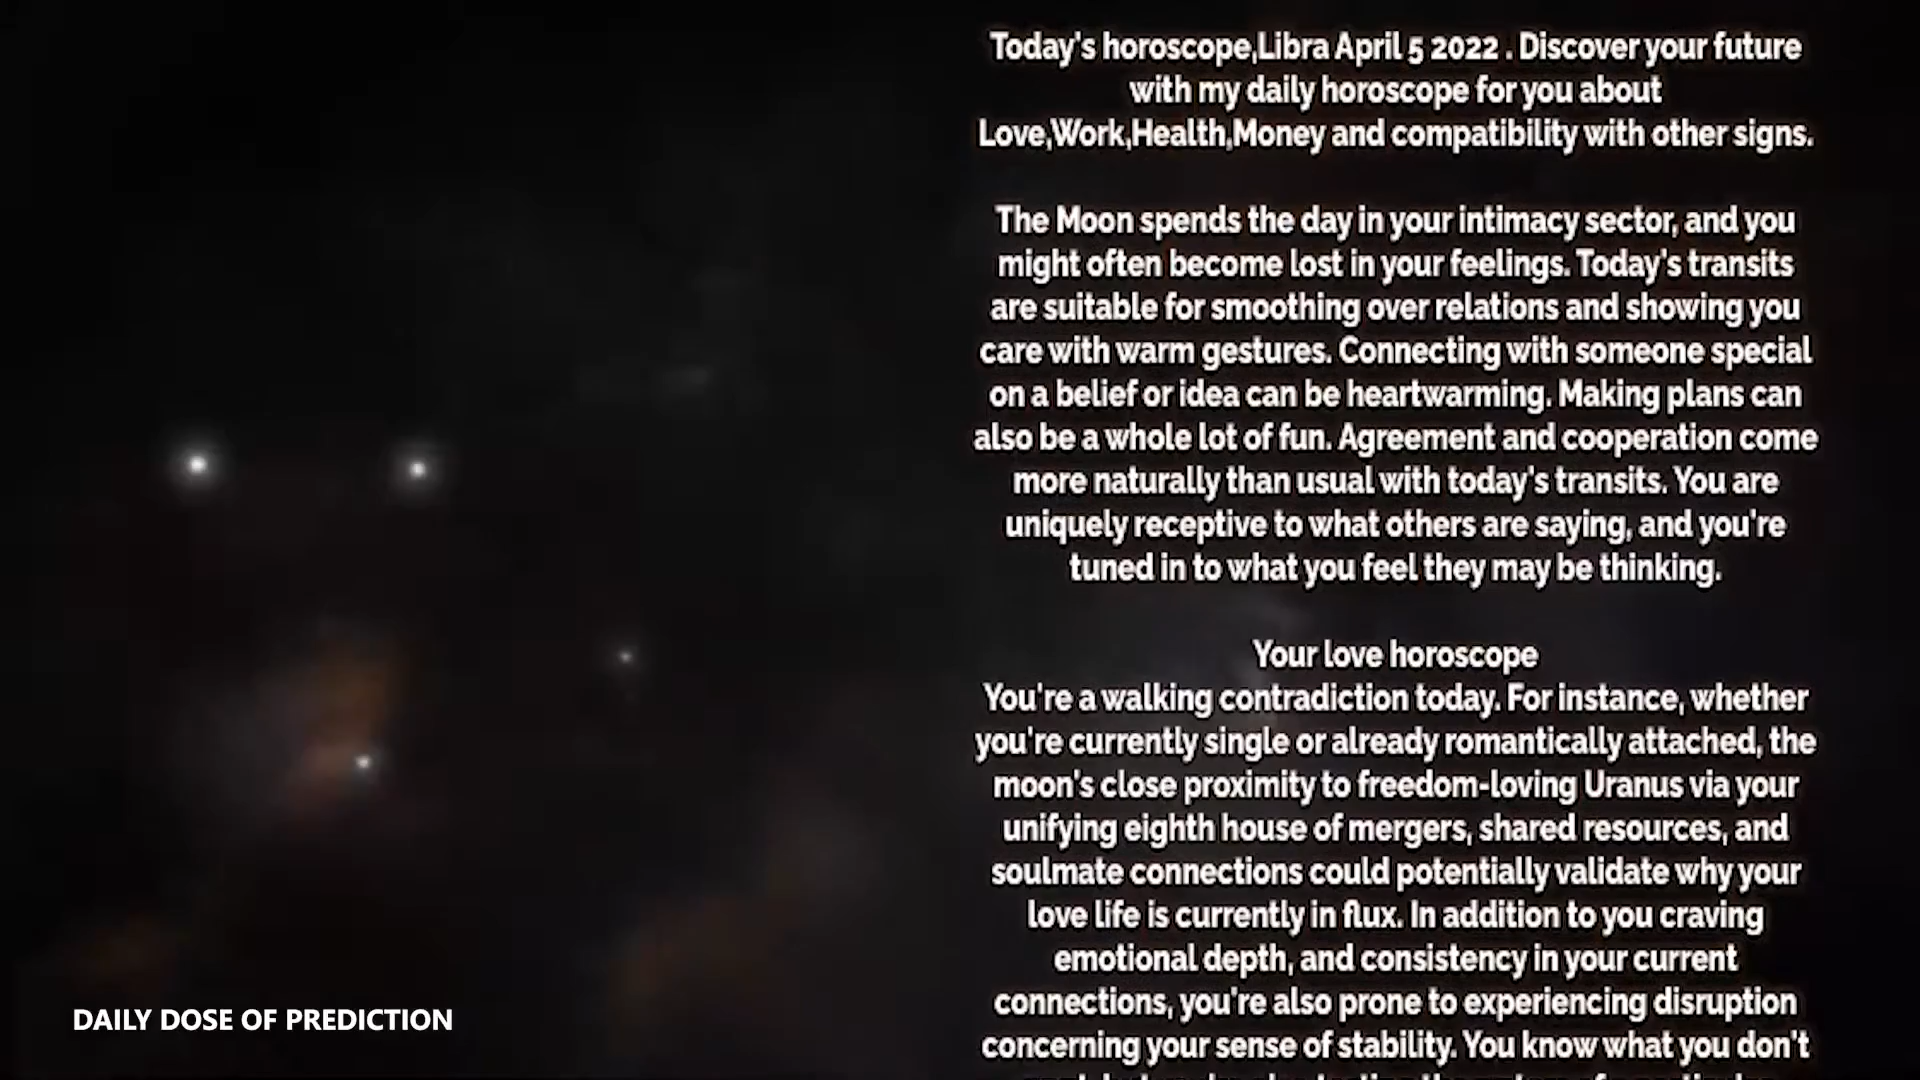 Today's horoscope,Libra April 5 2022 . Discover your future
with my daily horoscope for you about
Love,Work,Health,Money and compatibility with other signs.
The Moon spends the day in your intimacy sector, and you
might often become lost in your feelings. Today's transits
are suitable for smoothing over relations and showing you
care with warm gestures. Connecting with someone special
on a belief or idea can be heartwarming. Making plans can
also be a whole lot of fun. Agreement and cooperation come
more naturally than usual with today's transits. You are
uniquely receptive to what others are saying, and you're
tuned in to what you feel they may be thinking.
Your love horoscope
You're a walking contradiction today. For instance, whether
you're currently single or already romantically attached, the
moon's close proximity to freedom-loving Uranus via your
unifying eighth house of mergers, shared resources, and
soulmate connections could potentially validate why your
love life is currently in flux. In addition to you craving
emotional depth, and consistency in your current
connections, you're also prone to experiencing disruption
concerning your sense of stability. You know what you don't
DAILY DOSE OF PREDICTION